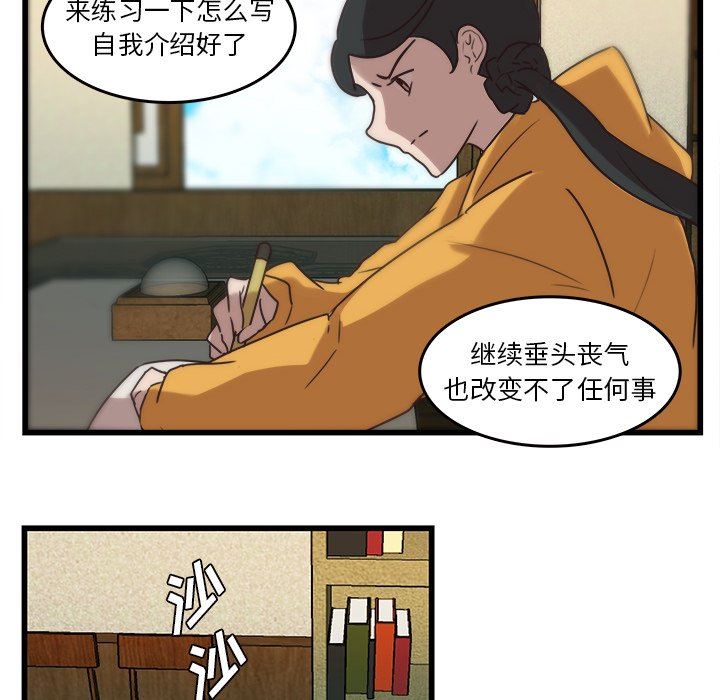 来练习一下怎么写
自我介绍好了
继续垂头丧气
也改变不了任何事
沙
沙